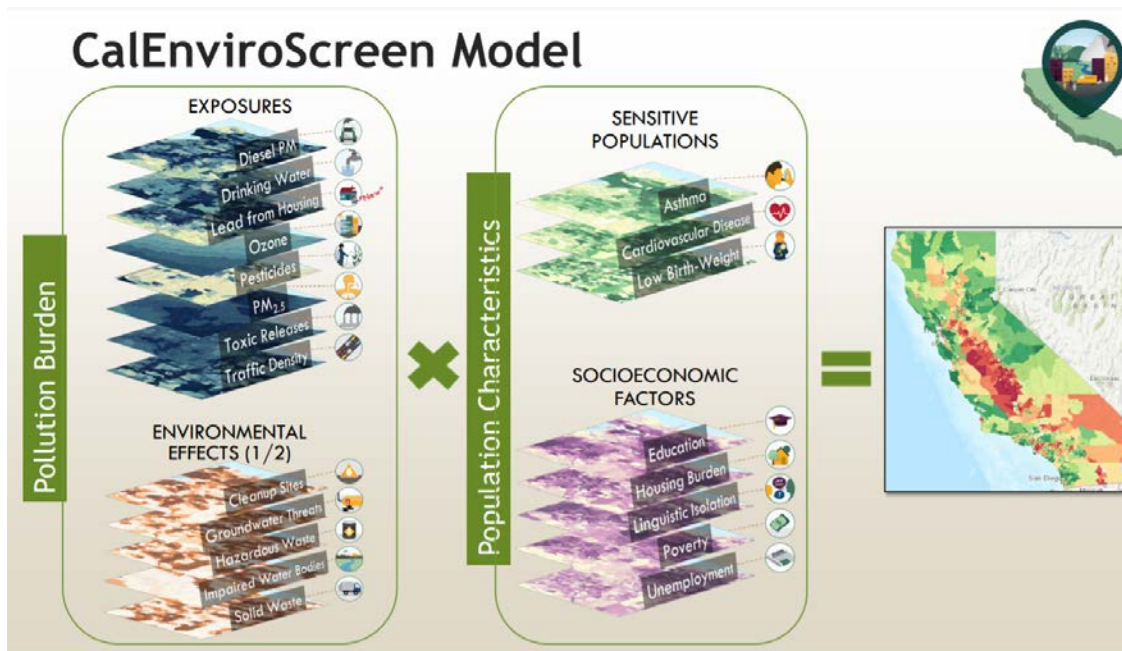 CalEnviroScreen Model
Pollution Burden
EXPOSURES
Diesel PM
Drinking Water
Lead from Housing
*New*
Ozone
Pesticides
PM2.5
Toxic Releases
Traffic Density
ENVIRONMENTAL
EFFECTS (1/2)
Cleanup Sites
Groundwater Threats
Hazardous Waste
Impaired Water Bodies
Solid Waste
Population Characteristics
SENSITIVE
POPULATIONS
Asthma
Cardiovascular Disease
Low Birth-Weight
SOCIOECONOMIC
FACTORS
Education
Housing Burden
Linguistic Isolation
Poverty
Unemployment
GREAT
BASIN